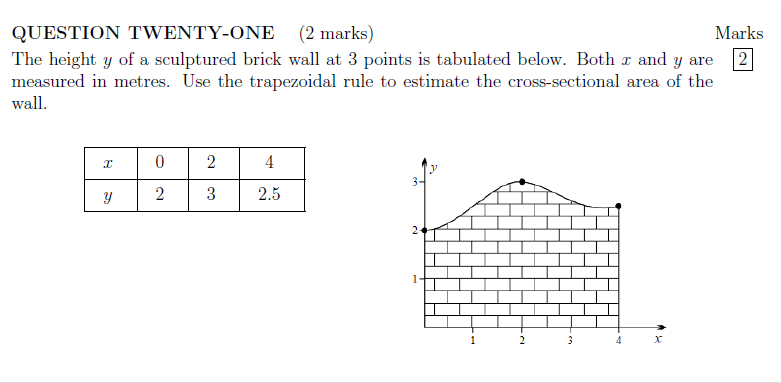 QUESTION TWENTY-ONE (2 marks) Marks
The height y of a sculptured brick wall at 3 points is tabulated below. Both x and y are 2
measured in metres. Use the trapezoidal rule to estimate the cross-sectional area of the
wall.
x 0 2 4
y 2 3 2.5
y
3
2
1
1 2 3 4 x